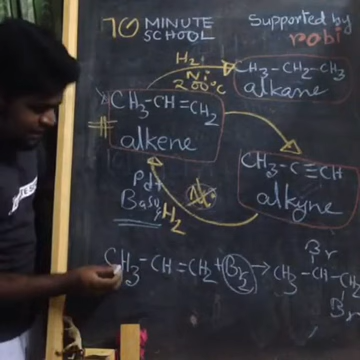 10 MINUTE SCHOOL
Supported by
robi
H₂
Ni
200°C
CH₃-CH=CH₂
alkene
CH₃-CH₂-CH₃
alkane
CH₃-C≡CH
alkyne
Pd+
BaSO₄
H₂
CH₃-CH=CH₂+Br₂→CH₃-CH-CH₂
Br
Br